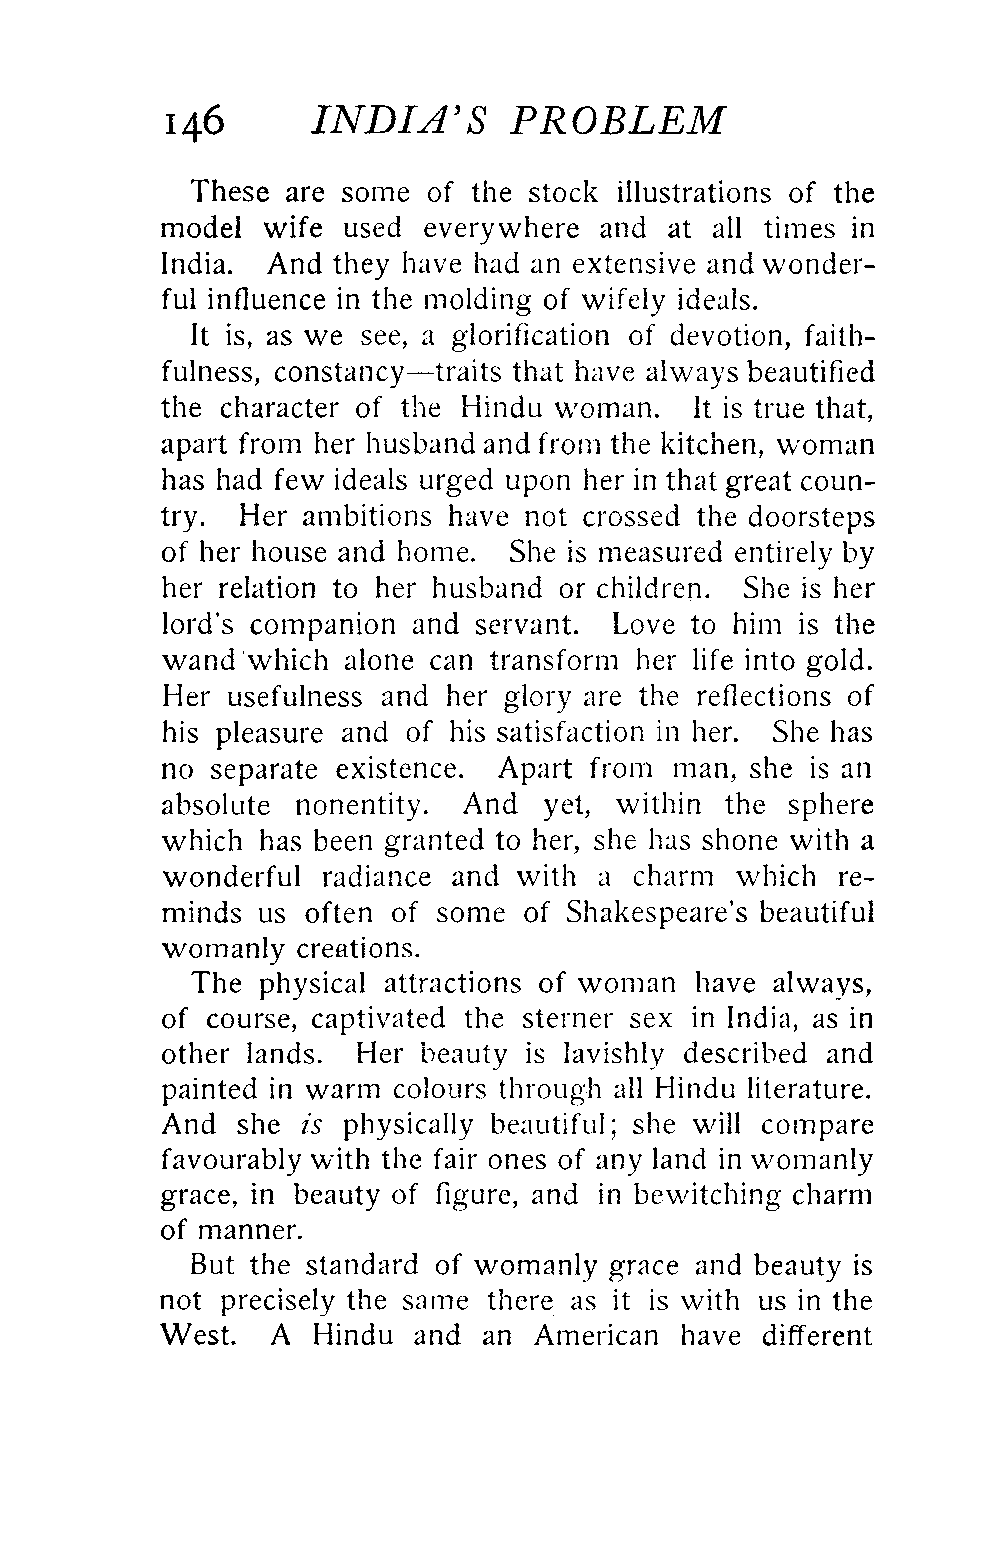 146 INDIA'S PROBLEM
These are some of the stock illustrations of the
model wife used everywhere and at all times in
India. And they have had an extensive and wonder-
ful influence in the molding of wifely ideals.
It is, as we see, a glorification of devotion, faith-
fulness, constancy—traits that have always beautified
the character of the Hindu woman. It is true that,
apart from her husband and from the kitchen, woman
has had few ideals urged upon her in that great coun-
try. Her ambitions have not crossed the doorsteps
of her house and home. She is measured entirely by
her relation to her husband or children. She is her
lord's companion and servant. Love to him is the
wand which alone can transform her life into gold.
Her usefulness and her glory are the reflections of
his pleasure and of his satisfaction in her. She has
no separate existence. Apart from man, she is an
absolute nonentity. And yet, within the sphere
which has been granted to her, she has shone with a
wonderful radiance and with a charm which re-
minds us often of some of Shakespeare's beautiful
womanly creations.
The physical attractions of woman have always,
of course, captivated the sterner sex in India, as in
other lands. Her beauty is lavishly described and
painted in warm colours through all Hindu literature.
And she is physically beautiful; she will compare
favourably with the fair ones of any land in womanly
grace, in beauty of figure, and in bewitching charm
of manner.
But the standard of womanly grace and beauty is
not precisely the same there as it is with us in the
West. A Hindu and an American have different